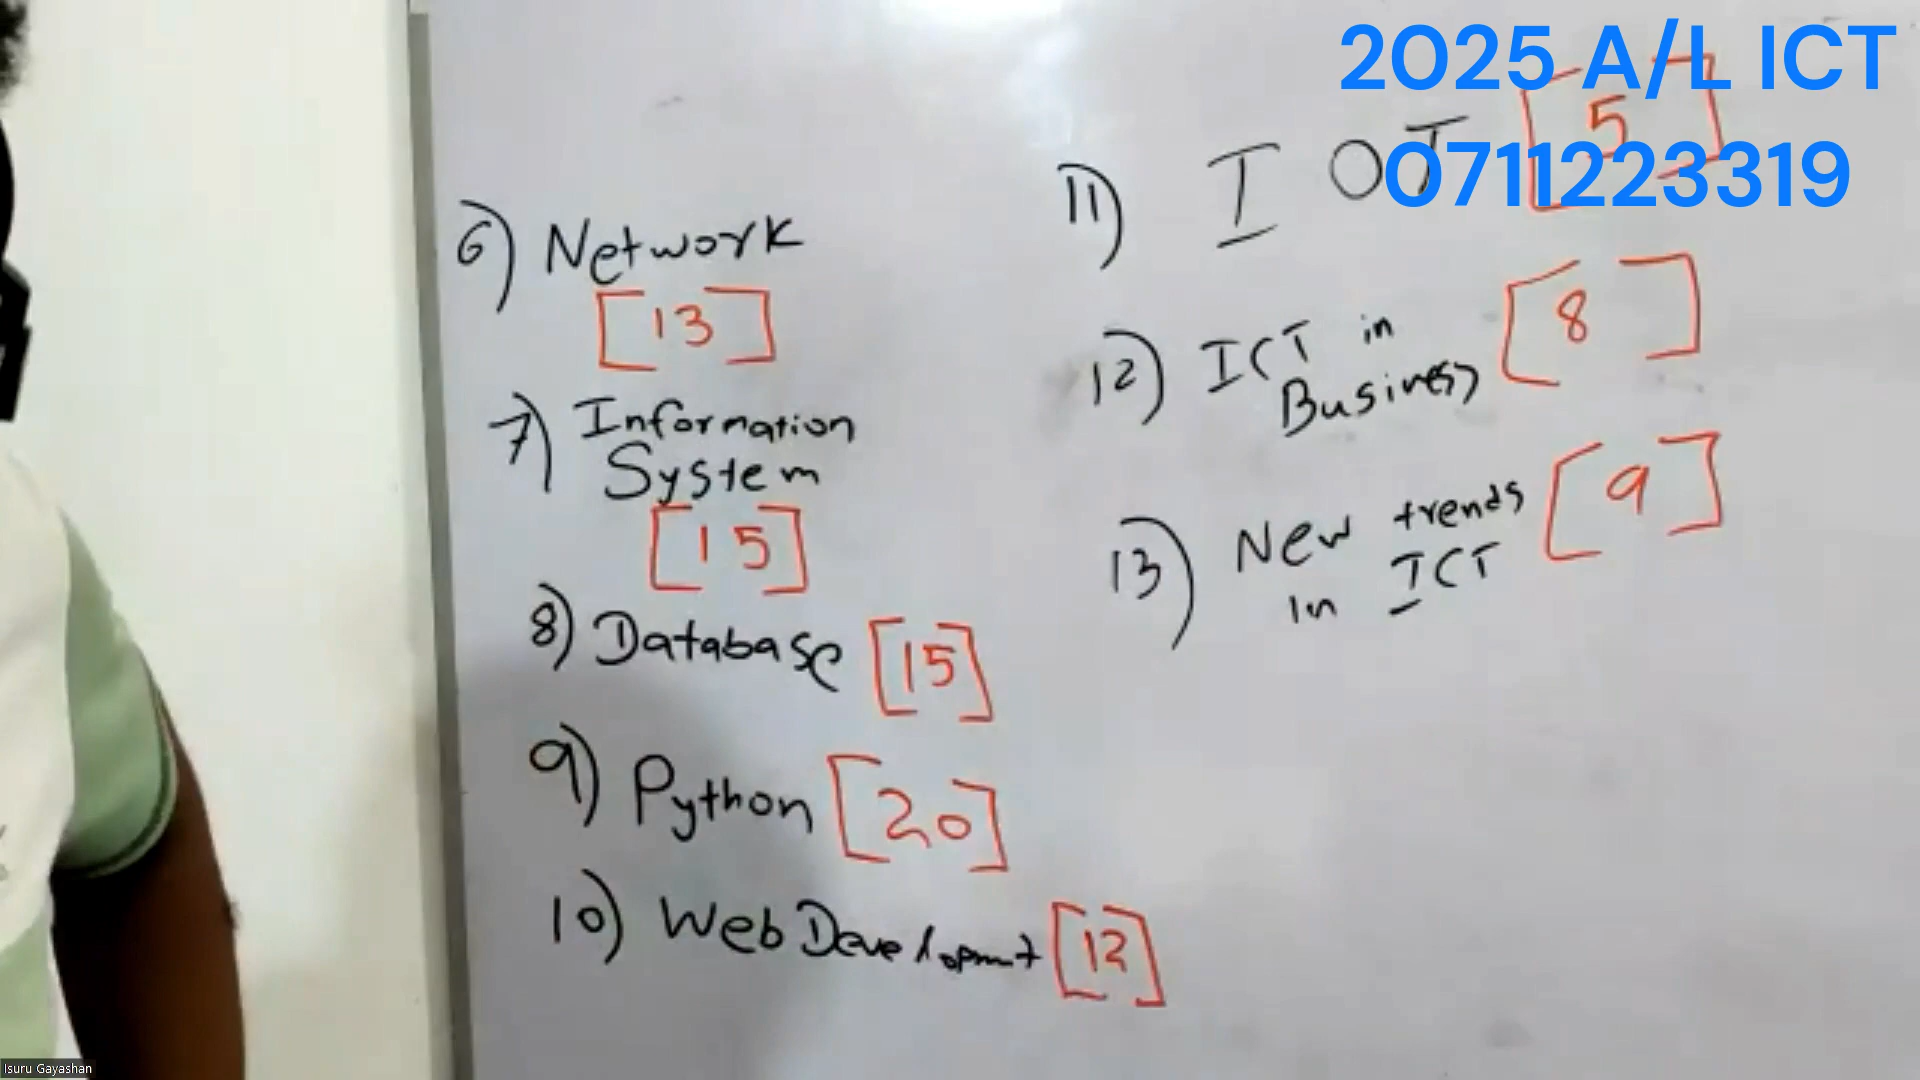 2025 A/L ICT
0711223319
6) Network
[13]
7) Information
System
[15]
8) Database [15]
9) Python [20]
10) Web Development [12]
11) IOT [5]
12) ICT in
Business [8]
13) New trends
in ICT [9]
Isuru Gayashan